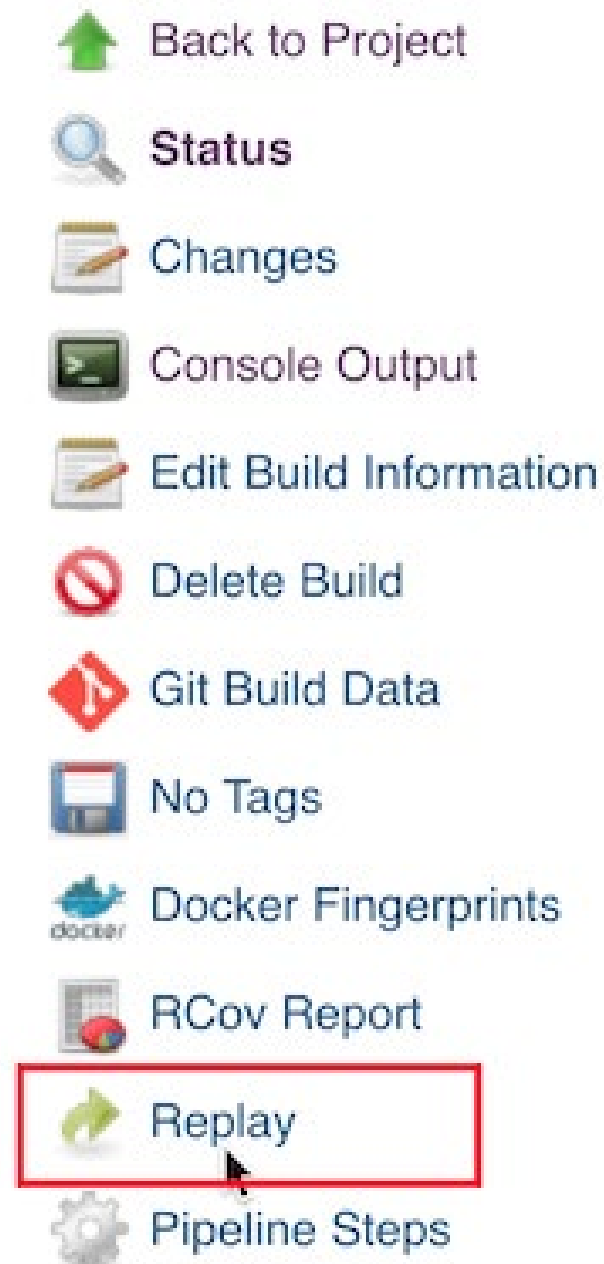 Back to Project
Status
Changes
Console Output
Edit Build Information
Delete Build
Git Build Data
No Tags
docker
Docker Fingerprints
RCov Report
Replay
Pipeline Steps